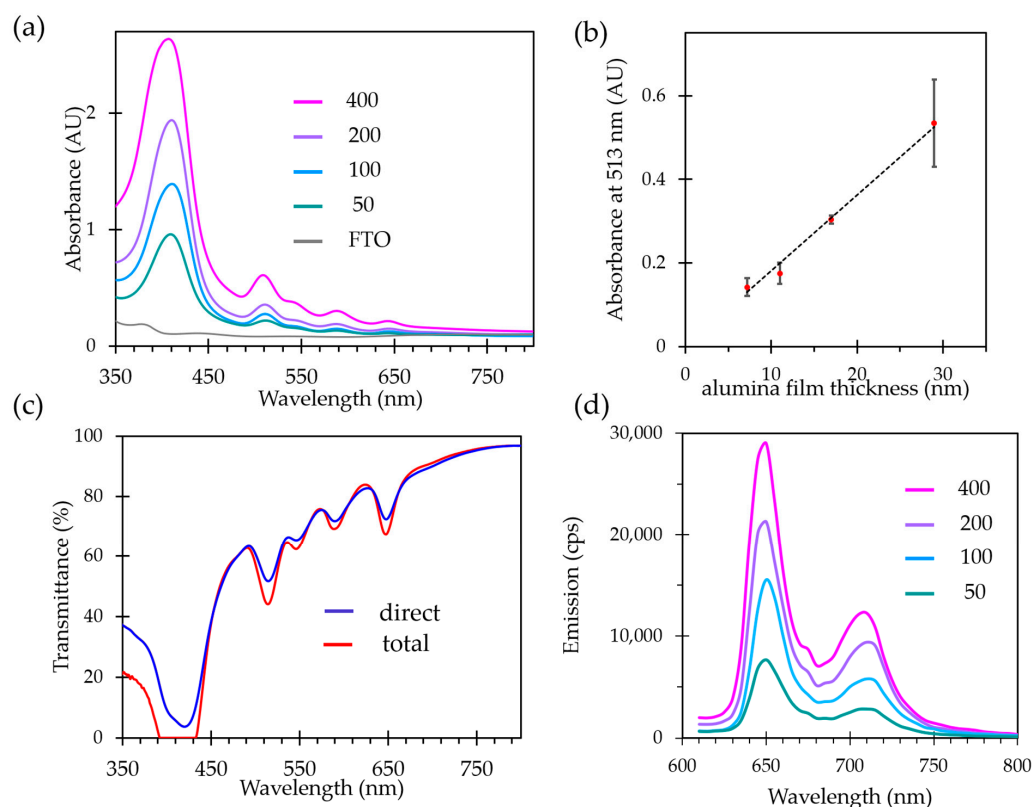 (a)
Absorbance (AU)
2
1
0
400
200
100
50
FTO
350 450 550 650 750
Wavelength (nm)
(b)
Absorbance at 513 nm (AU)
0.6
0.4
0.2
0
0 10 20 30
alumina film thickness (nm)
(c)
Transmittance (%)
100
80
60
40
20
0
direct
total
350 450 550 650 750
Wavelength (nm)
(d)
Emission (cps)
30,000
20,000
10,000
0
400
200
100
50
600 650 700 750 800
Wavelength (nm)